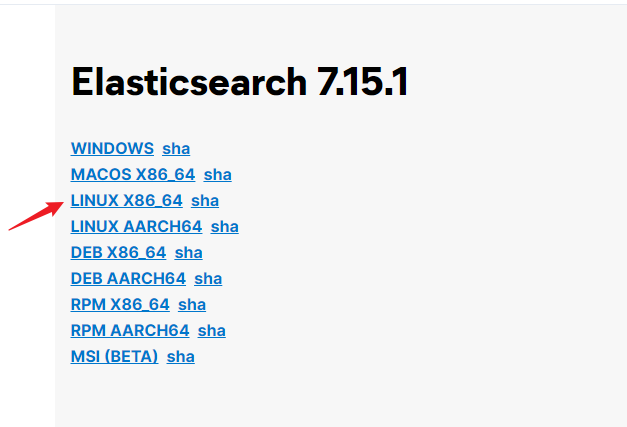 Elasticsearch 7.15.1
WINDOWS sha
MACOS X86_64 sha
LINUX X86_64 sha
LINUX AARCH64 sha
DEB X86_64 sha
DEB AARCH64 sha
RPM X86_64 sha
RPM AARCH64 sha
MSI (BETA) sha